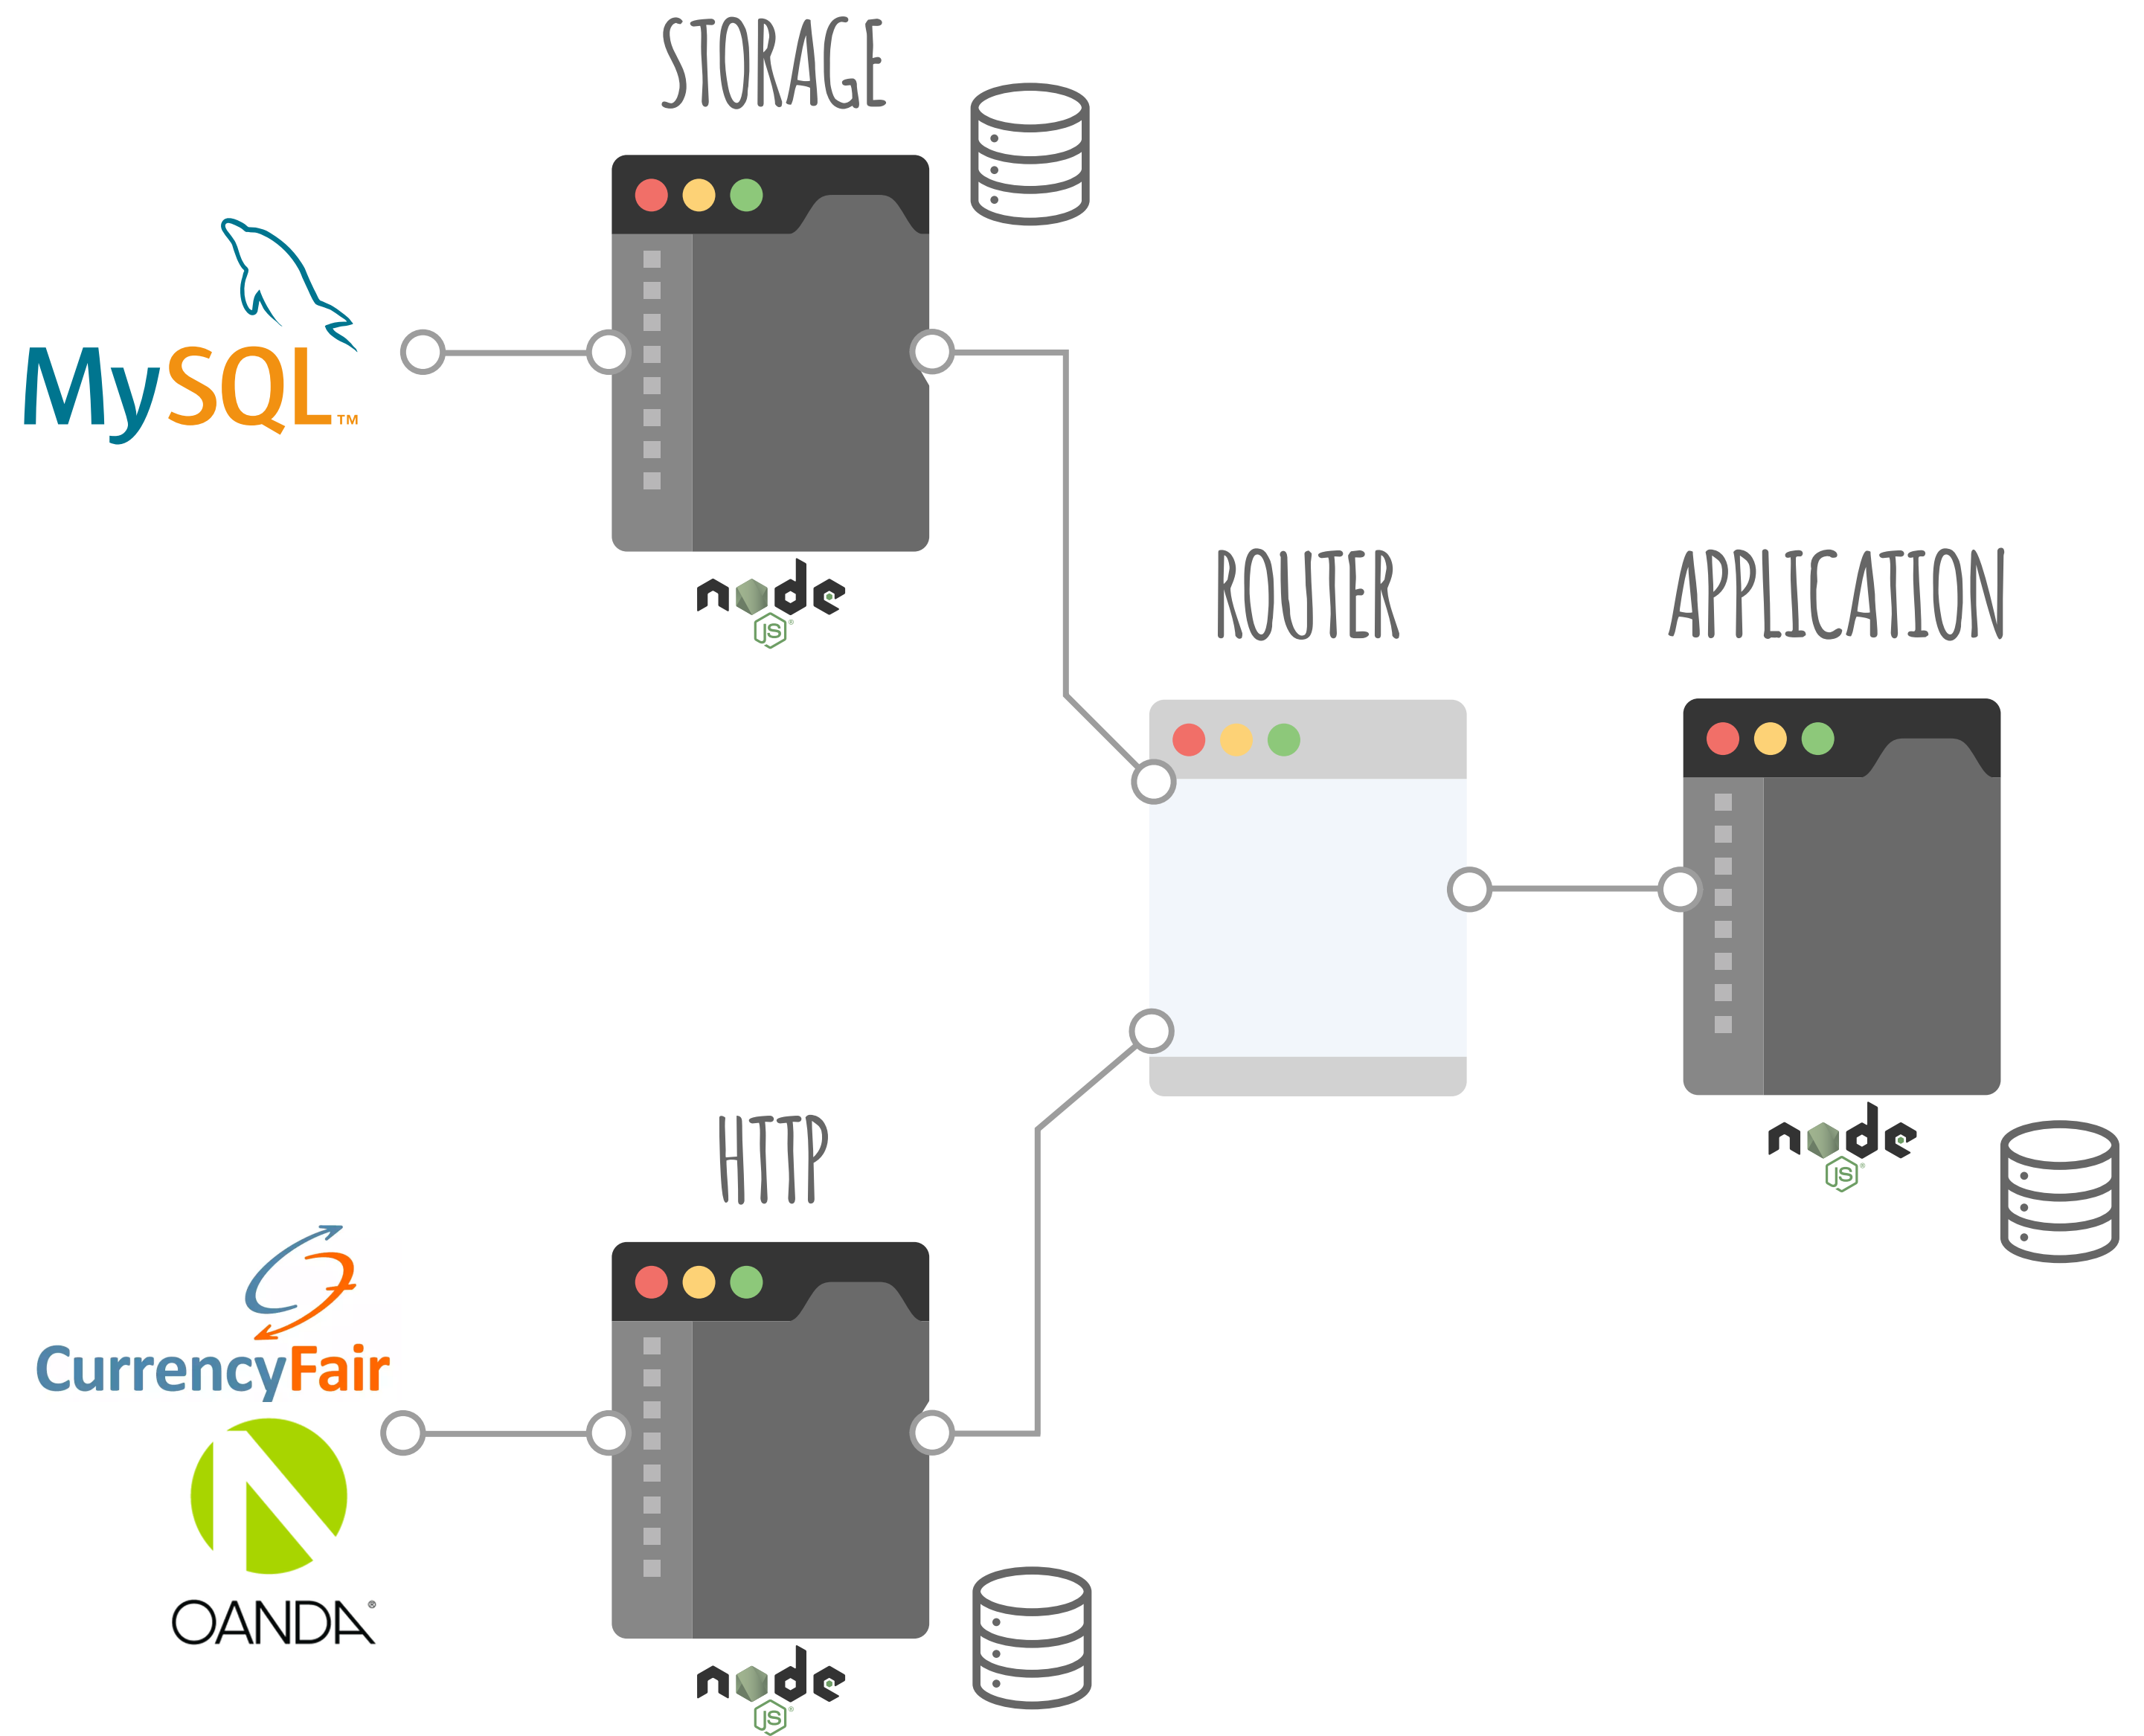 STORAGE
MySQL™
node
JS®
ROUTER
APPLICATION
node
JS®
HTTP
CurrencyFair
OANDA®
node
JS®